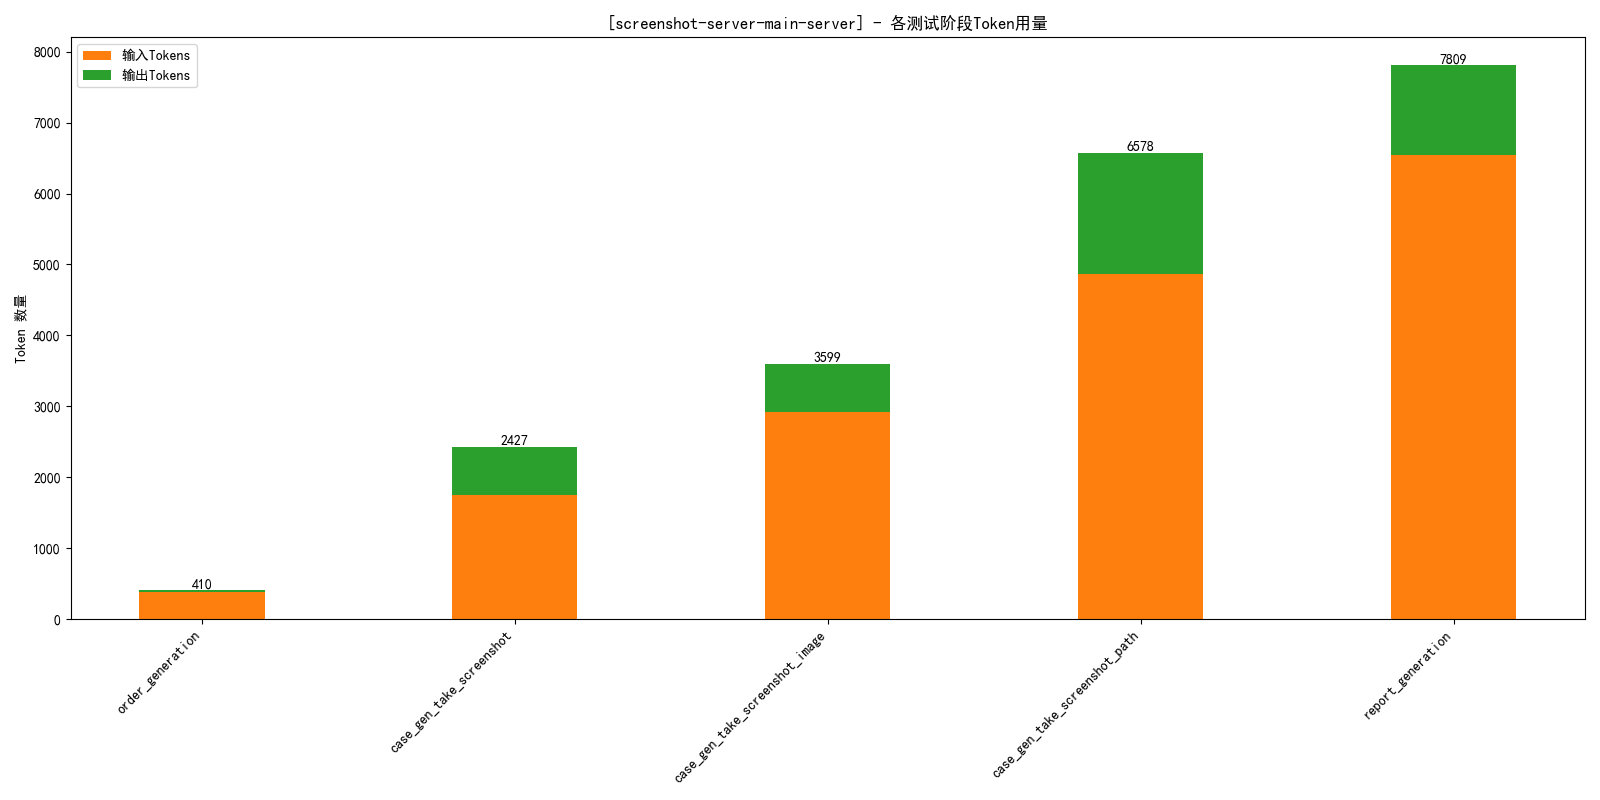 [screenshot-server-main-server] - 各测试阶段Token用量
输入Tokens
输出Tokens
Token 数量
8000
7000
6000
5000
4000
3000
2000
1000
0
410
2427
3599
6578
7809
order_generation
case_gen_take_screenshot
case_gen_take_screenshot_image
case_gen_take_screenshot_path
report_generation